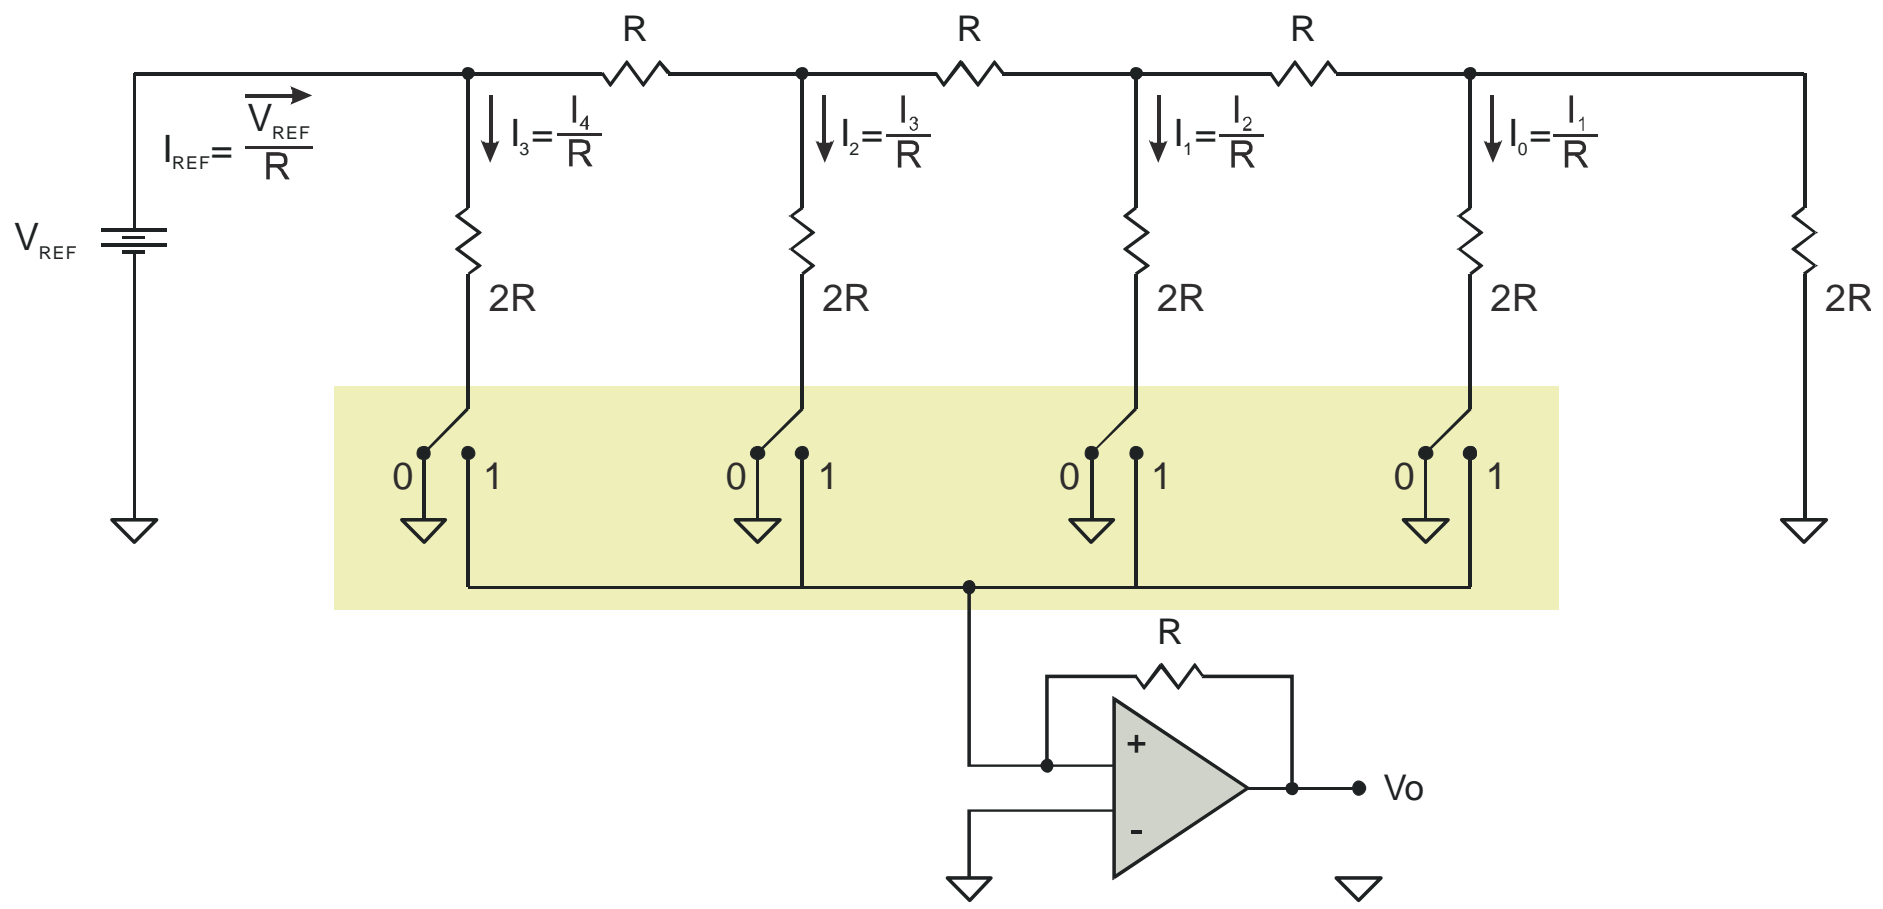 R
R
R
I_REF = V_REF / R
I_3 = I_4 / R
I_2 = I_3 / R
I_1 = I_2 / R
I_0 = I_1 / R
V_REF
2R
2R
2R
2R
2R
0 1
0 1
0 1
0 1
R
+
-
Vo